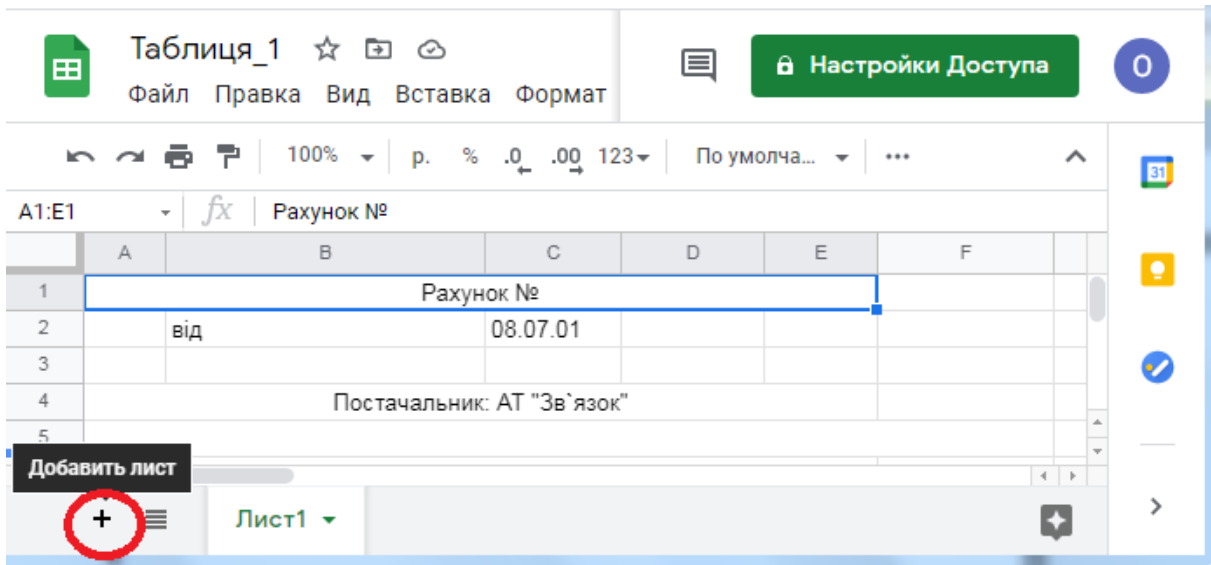 Таблиця_1
Файл Правка Вид Вставка Формат
Настройки Доступа
О
100% р. % .0 .00 123 По умолча... ...
31
A1:E1 fx Рахунок №
A B C D E F
1 Рахунок №
2 від 08.07.01
3
4 Постачальник: АТ "Зв`язок"
5
Добавить лист
+ Лист1